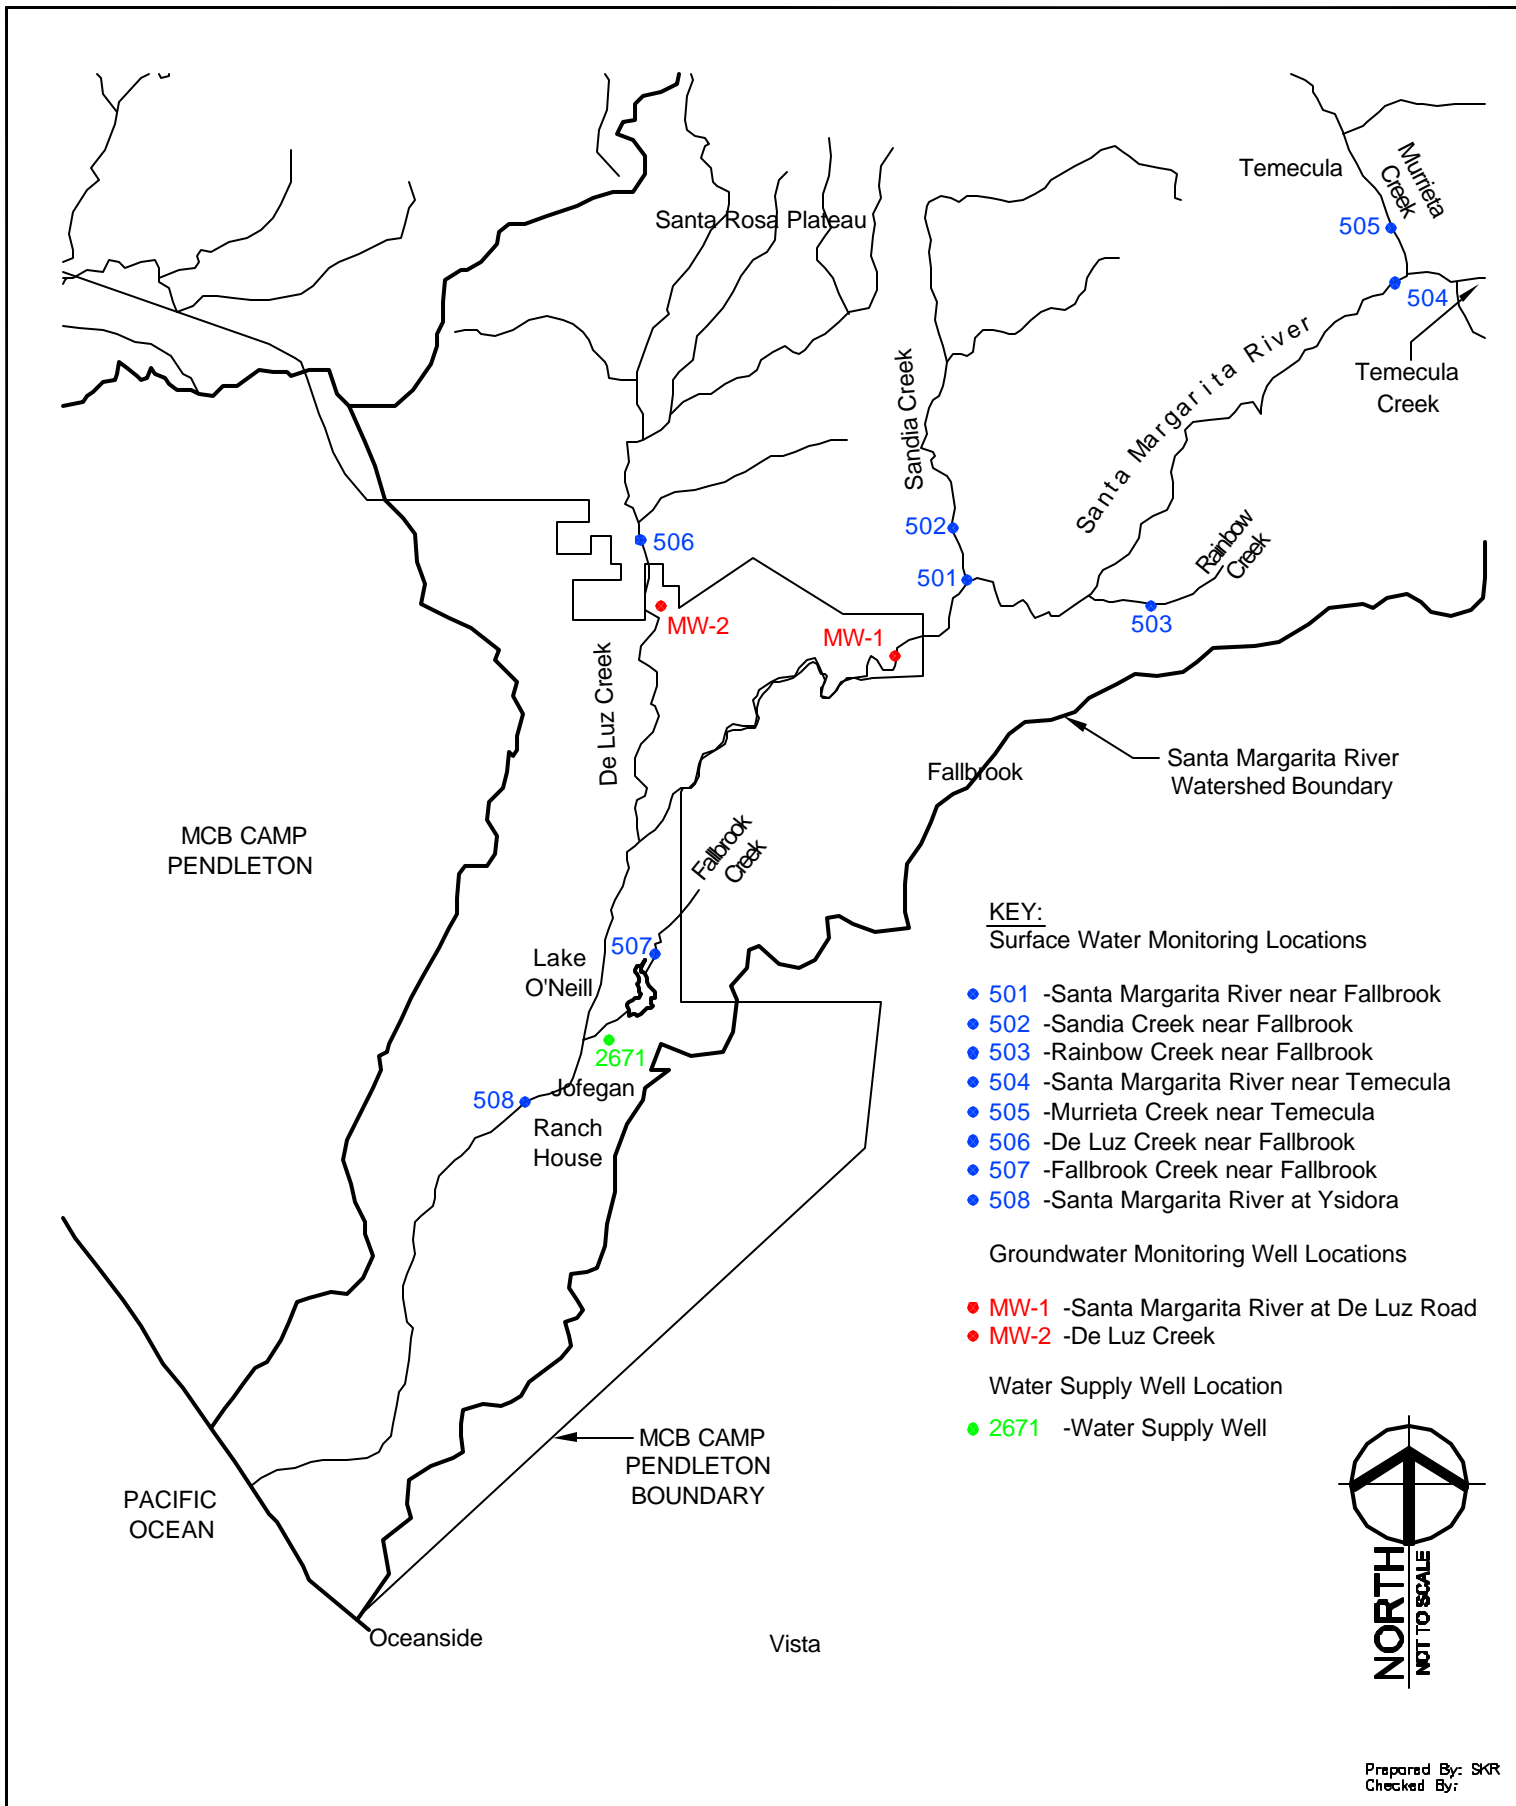 Temecula
Murrieta
Creek
505
504
Temecula
Creek
Santa Rosa Plateau
Santa Margarita River
Sandia Creek
502
501
Rainbow
Creek
503
506
MW-2
MW-1
De Luz Creek
Fallbrook
Santa Margarita River
Watershed Boundary
MCB CAMP
PENDLETON
Fallbrook
Creek
507
Lake
O'Neill
2671
Jofegan
508
Ranch
House
KEY:
Surface Water Monitoring Locations
501 -Santa Margarita River near Fallbrook
502 -Sandia Creek near Fallbrook
503 -Rainbow Creek near Fallbrook
504 -Santa Margarita River near Temecula
505 -Murrieta Creek near Temecula
506 -De Luz Creek near Fallbrook
507 -Fallbrook Creek near Fallbrook
508 -Santa Margarita River at Ysidora
Groundwater Monitoring Well Locations
MW-1 -Santa Margarita River at De Luz Road
MW-2 -De Luz Creek
Water Supply Well Location
2671 -Water Supply Well
MCB CAMP
PENDLETON
BOUNDARY
PACIFIC
OCEAN
Oceanside
Vista
NORTH
NOT TO SCALE
Prepared By: SKR
Checked By: